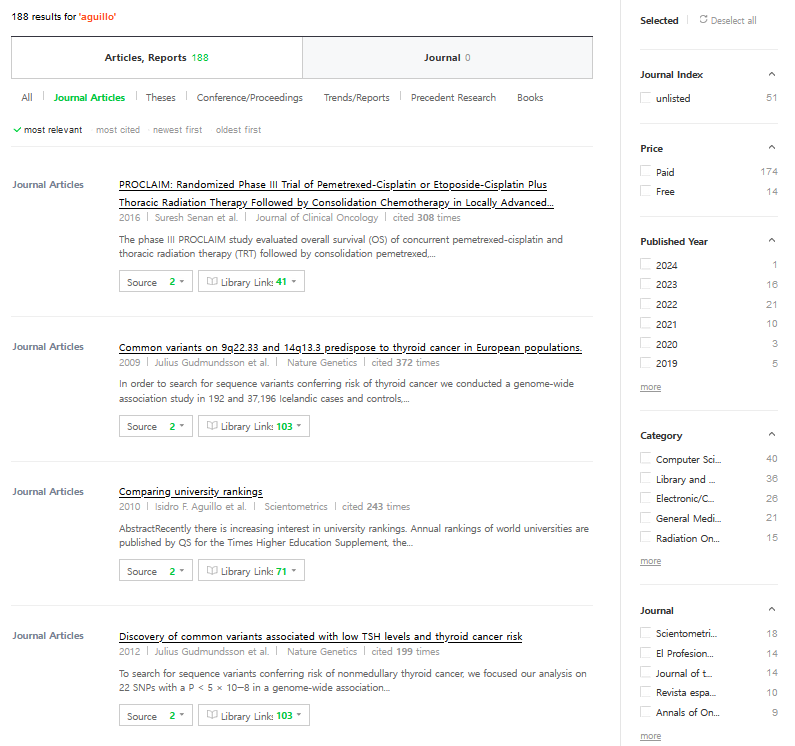 188 results for 'aguillo'
Articles, Reports 188
Journal 0
All
Journal Articles
Theses
Conference/Proceedings
Trends/Reports
Precedent Research
Books
most relevant
most cited
newest first
oldest first
Journal Articles
PROCLAIM: Randomized Phase III Trial of Pemetrexed-Cisplatin or Etoposide-Cisplatin Plus
Thoracic Radiation Therapy Followed by Consolidation Chemotherapy in Locally Advanced...
2016 | Suresh Senan et al. | Journal of Clinical Oncology | cited 308 times
The phase III PROCLAIM study evaluated overall survival (OS) of concurrent pemetrexed-cisplatin and
thoracic radiation therapy (TRT) followed by consolidation pemetrexed,...
Source 2
Library Link: 41
Journal Articles
Common variants on 9q22.33 and 14q13.3 predispose to thyroid cancer in European populations.
2009 | Julius Gudmundsson et al. | Nature Genetics | cited 372 times
In order to search for sequence variants conferring risk of thyroid cancer we conducted a genome-wide
association study in 192 and 37,196 Icelandic cases and controls,...
Source 2
Library Link: 103
Journal Articles
Comparing university rankings
2010 | Isidro F. Aguillo et al. | Scientometrics | cited 243 times
AbstractRecently there is increasing interest in university rankings. Annual rankings of world universities are
published by QS for the Times Higher Education Supplement, the...
Source 2
Library Link: 71
Journal Articles
Discovery of common variants associated with low TSH levels and thyroid cancer risk
2012 | Julius Gudmundsson et al. | Nature Genetics | cited 199 times
To search for sequence variants conferring risk of nonmedullary thyroid cancer, we focused our analysis on
22 SNPs with a P < 5 × 10−8 in a genome-wide association...
Source 2
Library Link: 103
Selected
Deselect all
Journal Index
unlisted 51
Price
Paid 174
Free 14
Published Year
2024 1
2023 16
2022 21
2021 10
2020 3
2019 5
more
Category
Computer Sci... 40
Library and ... 36
Electronic/C... 26
General Medi... 21
Radiation On... 15
more
Journal
Scientometri... 18
El Profesion... 14
Journal of t... 14
Revista espa... 10
Annals of On... 9
more